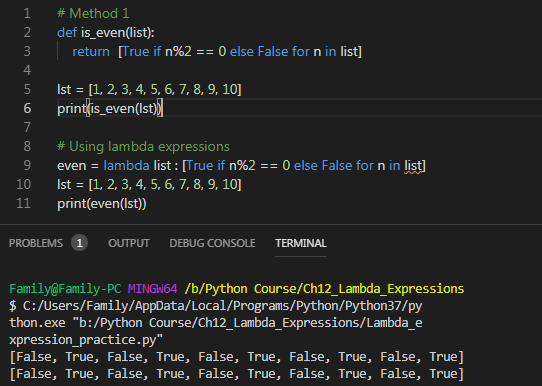 1 # Method 1
2 def is_even(list):
3 return [True if n%2 == 0 else False for n in list]
4
5 lst = [1, 2, 3, 4, 5, 6, 7, 8, 9, 10]
6 print(is_even(lst))
7
8 # Using lambda expressions
9 even = lambda list : [True if n%2 == 0 else False for n in list]
10 lst = [1, 2, 3, 4, 5, 6, 7, 8, 9, 10]
11 print(even(lst))
PROBLEMS 1 OUTPUT DEBUG CONSOLE TERMINAL
Family@Family-PC MINGW64 /b/Python Course/Ch12_Lambda_Expressions
$ C:/Users/Family/AppData/Local/Programs/Python/Python37/py
thon.exe "b:/Python Course/Ch12_Lambda_Expressions/Lambda_e
xpression_practice.py"
[False, True, False, True, False, True, False, True, False, True]
[False, True, False, True, False, True, False, True, False, True]